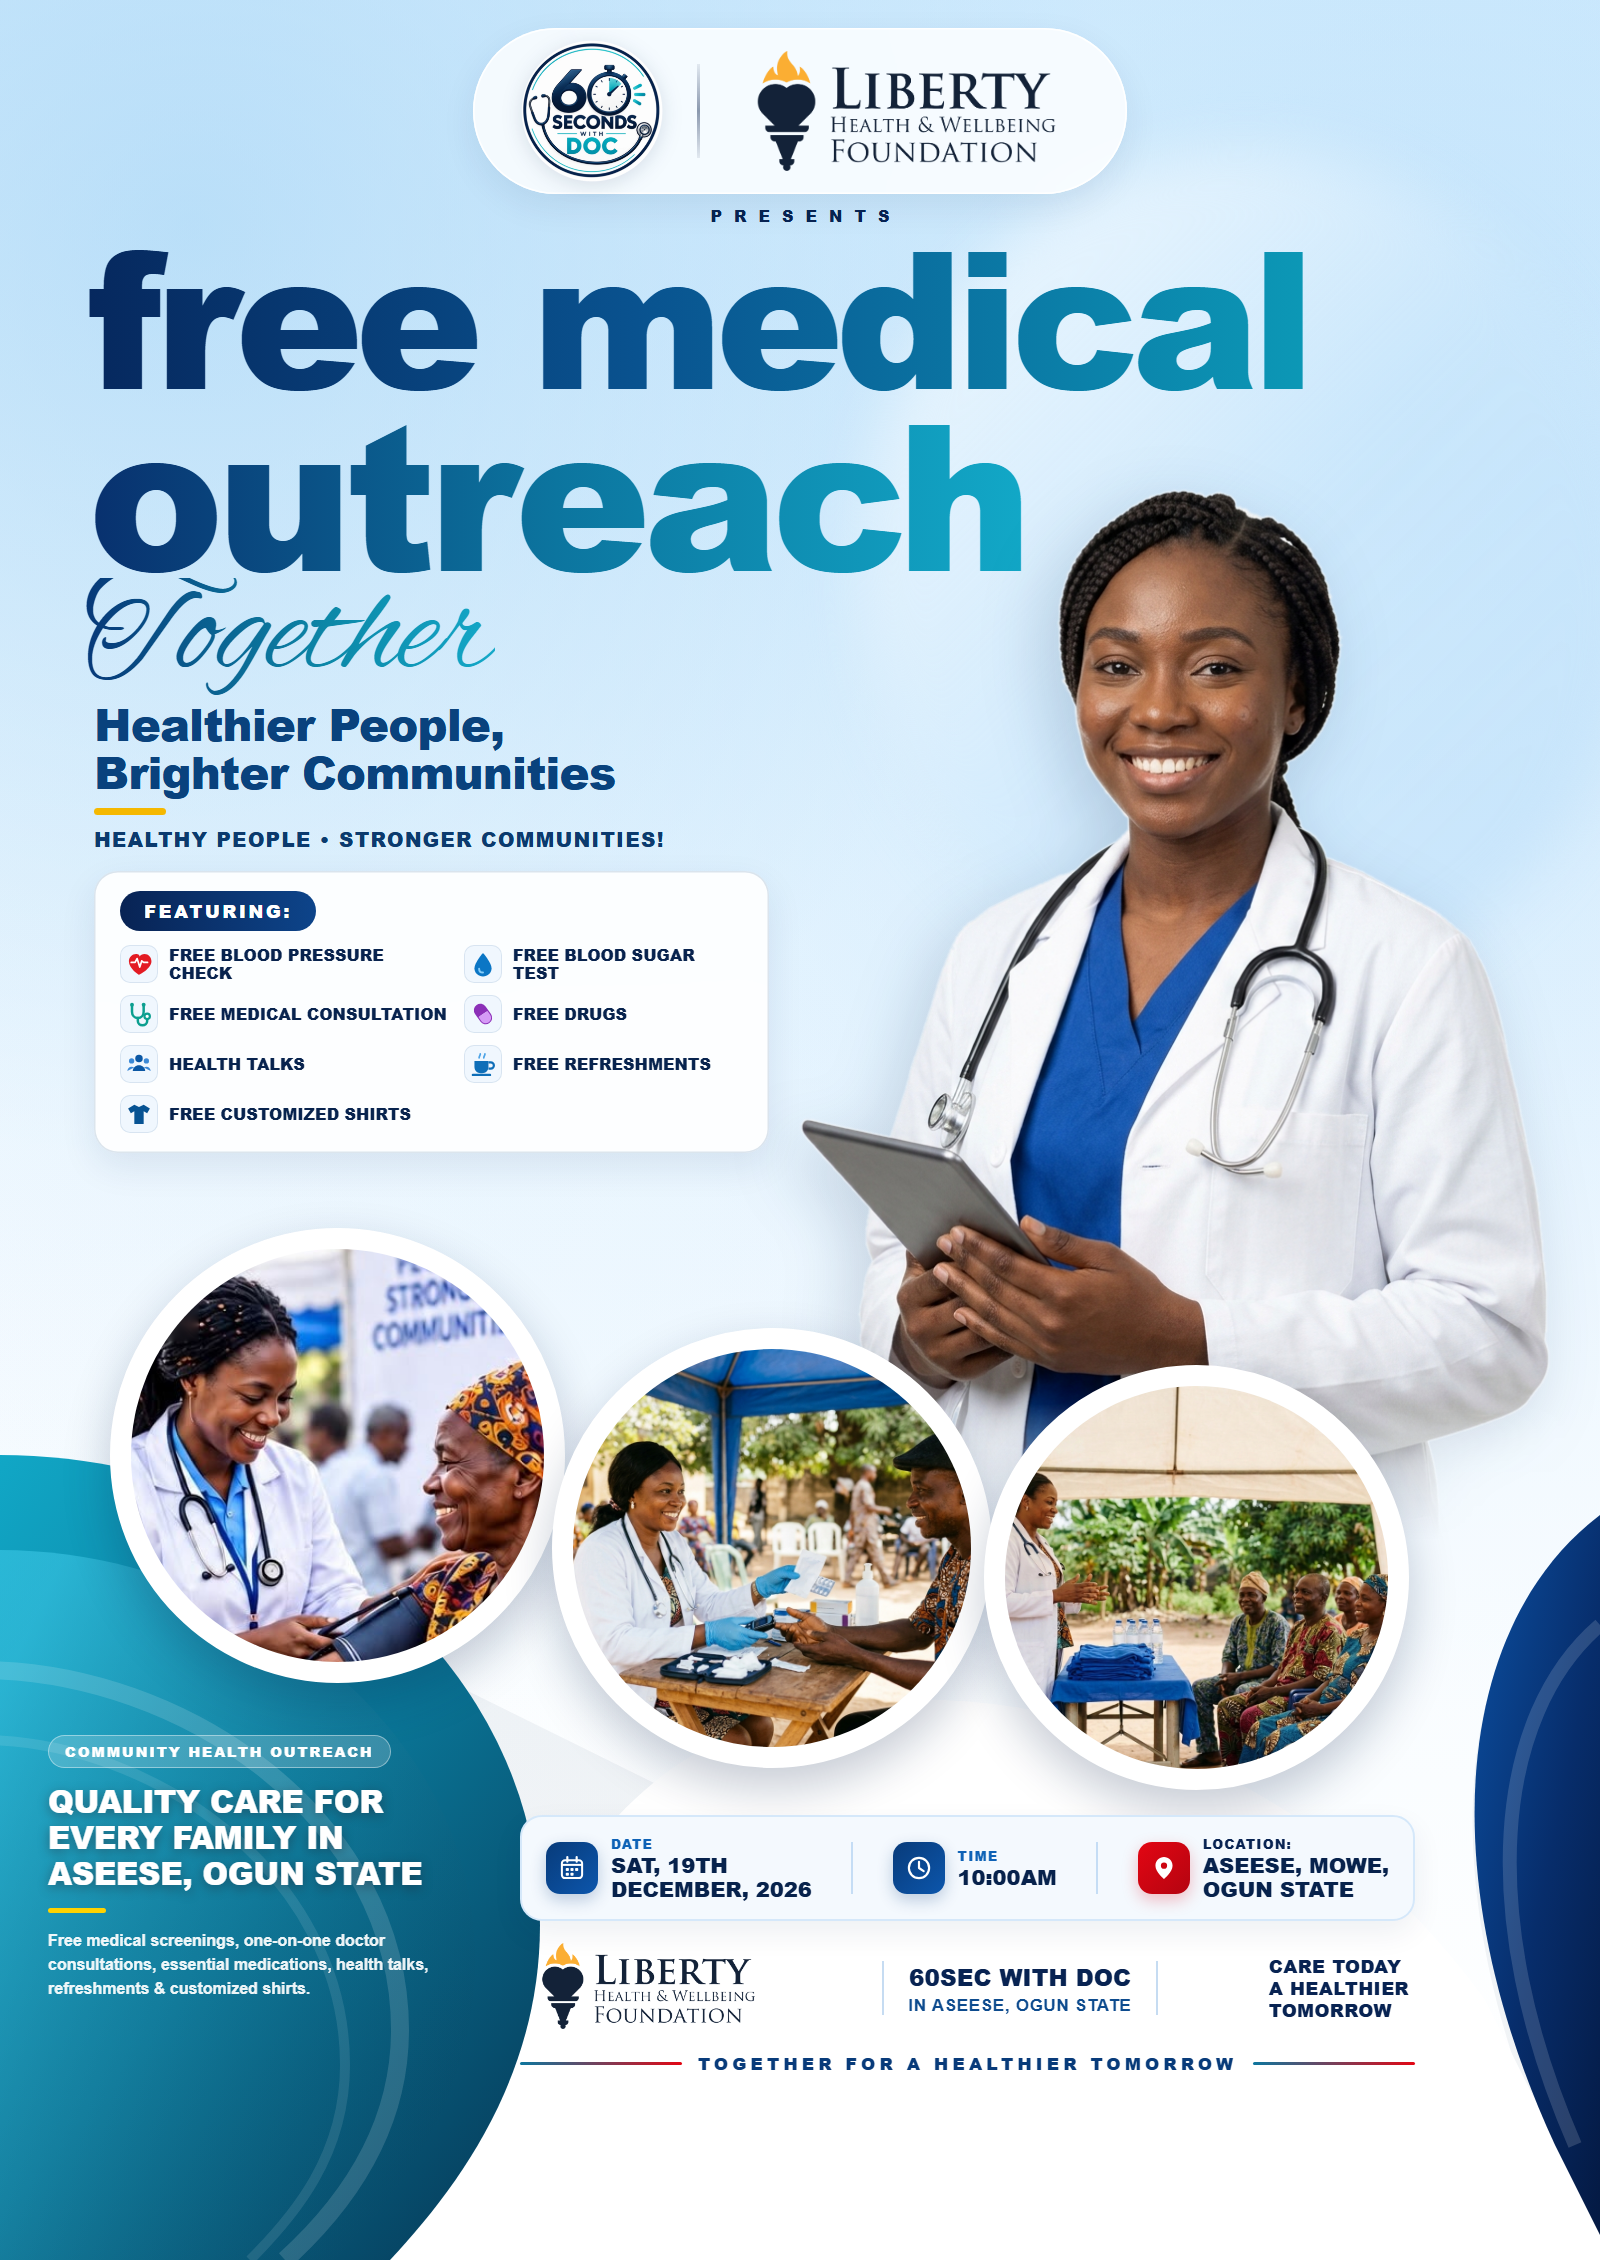 60
SECONDS
WITH
DOC
LIBERTY
HEALTH & WELLBEING
FOUNDATION
PRESENTS
free medical
outreach
Together
Healthier People,
Brighter Communities
HEALTHY PEOPLE • STRONGER COMMUNITIES!
FEATURING:
FREE BLOOD PRESSURE
CHECK
FREE BLOOD SUGAR
TEST
FREE MEDICAL CONSULTATION
FREE DRUGS
HEALTH TALKS
FREE REFRESHMENTS
FREE CUSTOMIZED SHIRTS
COMMUNITY HEALTH OUTREACH
QUALITY CARE FOR
EVERY FAMILY IN
ASEESE, OGUN STATE
Free medical screenings, one-on-one doctor
consultations, essential medications, health talks,
refreshments & customized shirts.
DATE
SAT, 19TH
DECEMBER, 2026
TIME
10:00AM
LOCATION:
ASEESE, MOWE,
OGUN STATE
LIBERTY
HEALTH & WELLBEING
FOUNDATION
60SEC WITH DOC
IN ASEESE, OGUN STATE
CARE TODAY
A HEALTHIER
TOMORROW
TOGETHER FOR A HEALTHIER TOMORROW